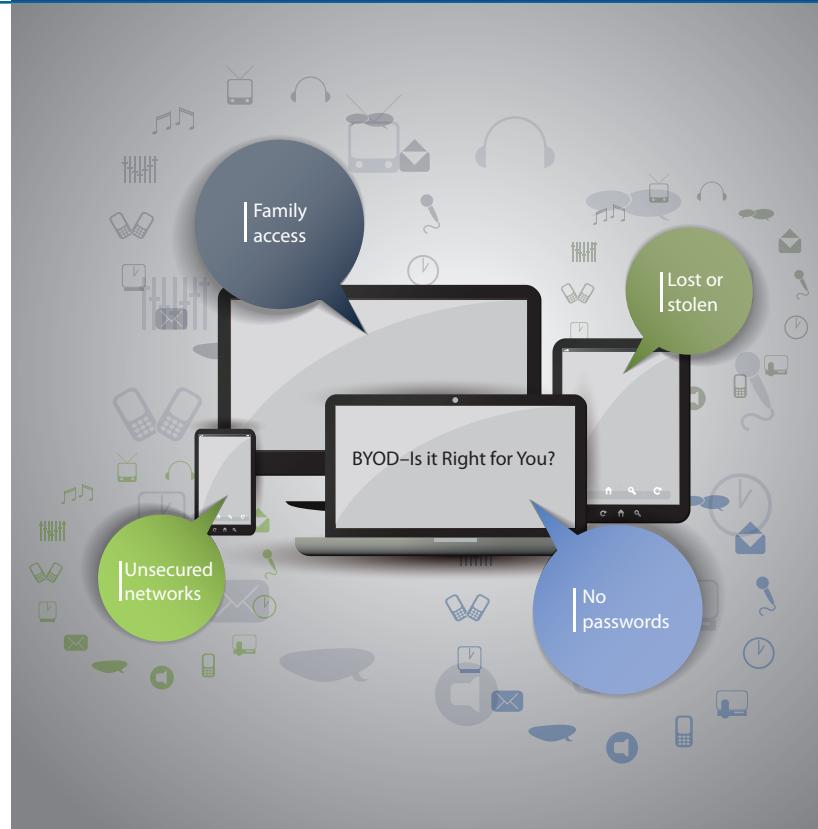 Family
access
Lost or
stolen
BYOD–Is it Right for You?
Unsecured
networks
No
passwords